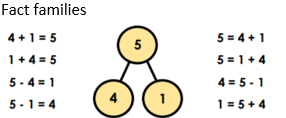 Fact families
4 + 1 = 5
1 + 4 = 5
5 - 4 = 1
5 - 1 = 4
5
4
1
5 = 4 + 1
5 = 1 + 4
4 = 5 - 1
1 = 5 + 4